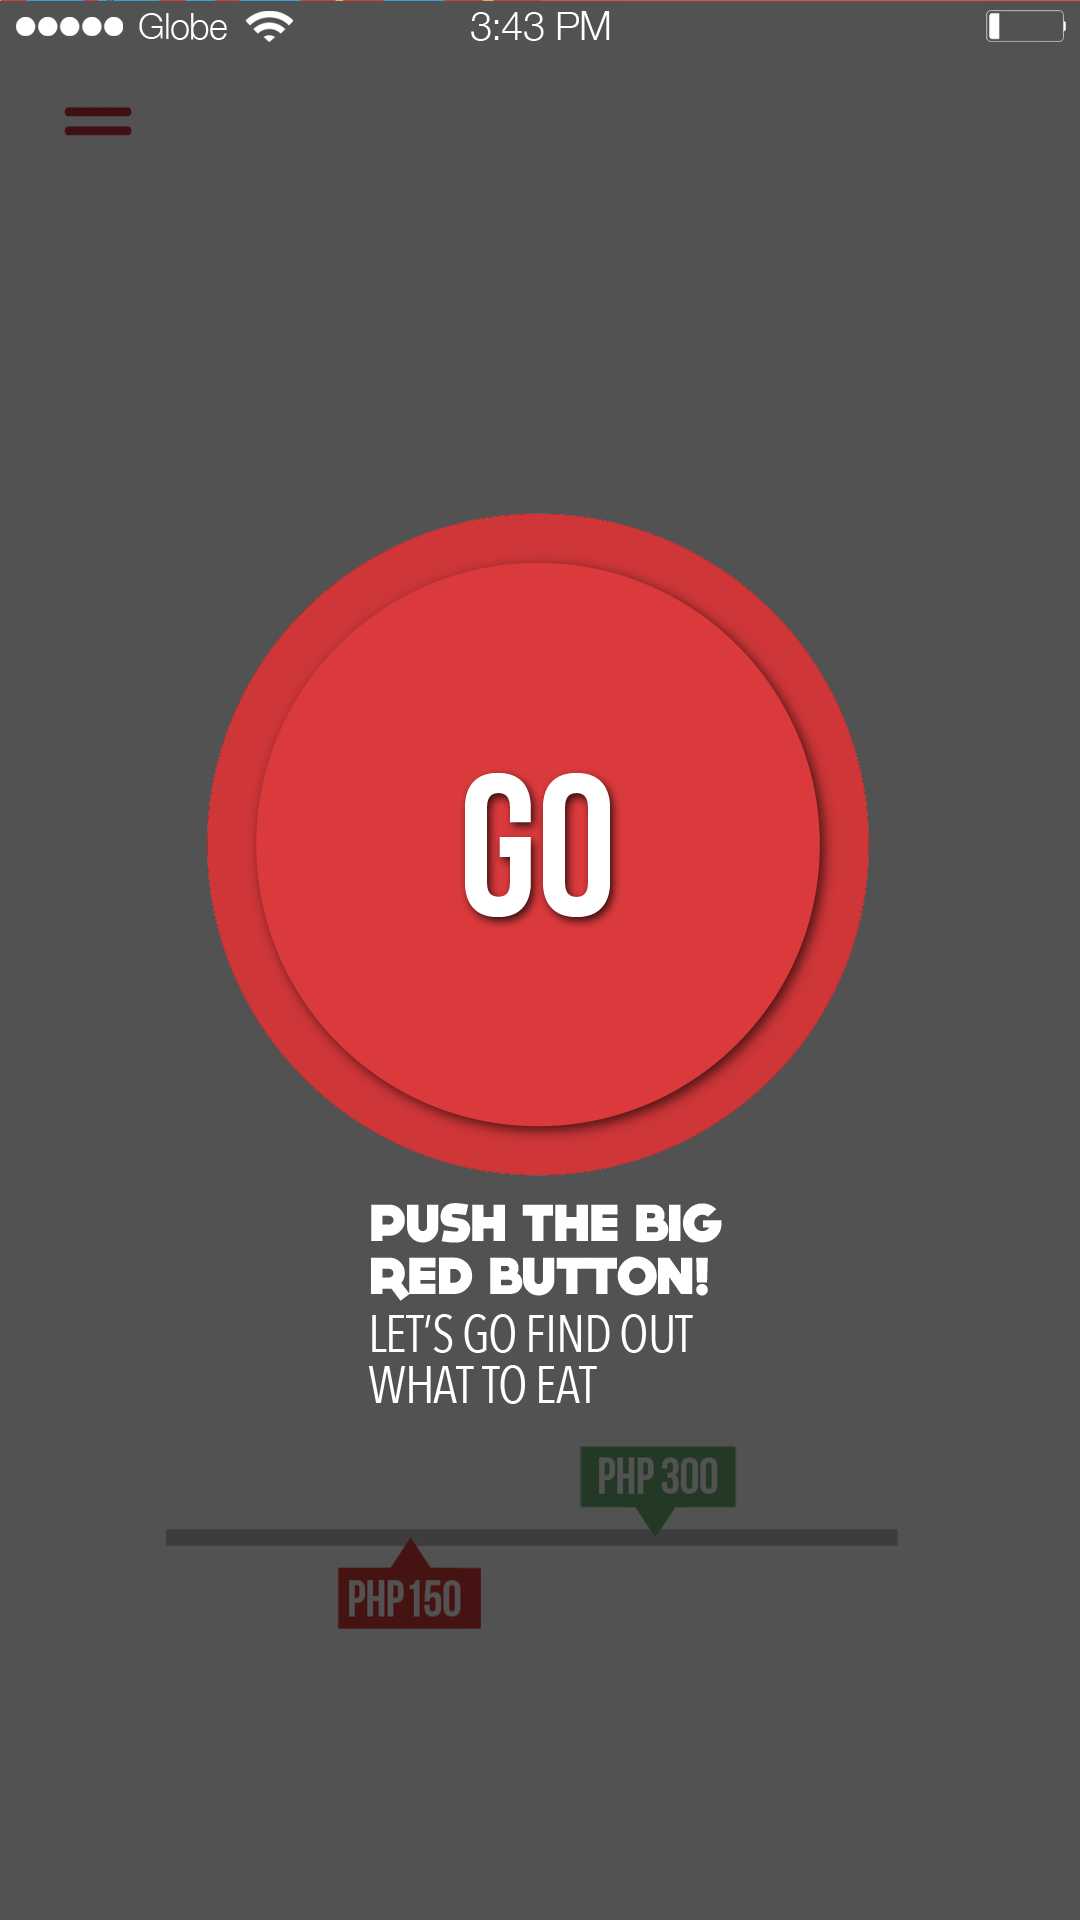 Globe 3:43 PM
GO
PUSH THE BIG
RED BUTTON!
LET'S GO FIND OUT
WHAT TO EAT
PHP 300
PHP 150